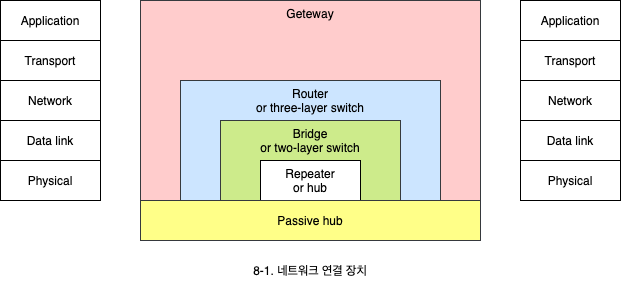 Application
Transport
Network
Data link
Physical
Geteway
Router
or three-layer switch
Bridge
or two-layer switch
Repeater
or hub
Passive hub
Application
Transport
Network
Data link
Physical
8-1. 네트워크 연결 장치